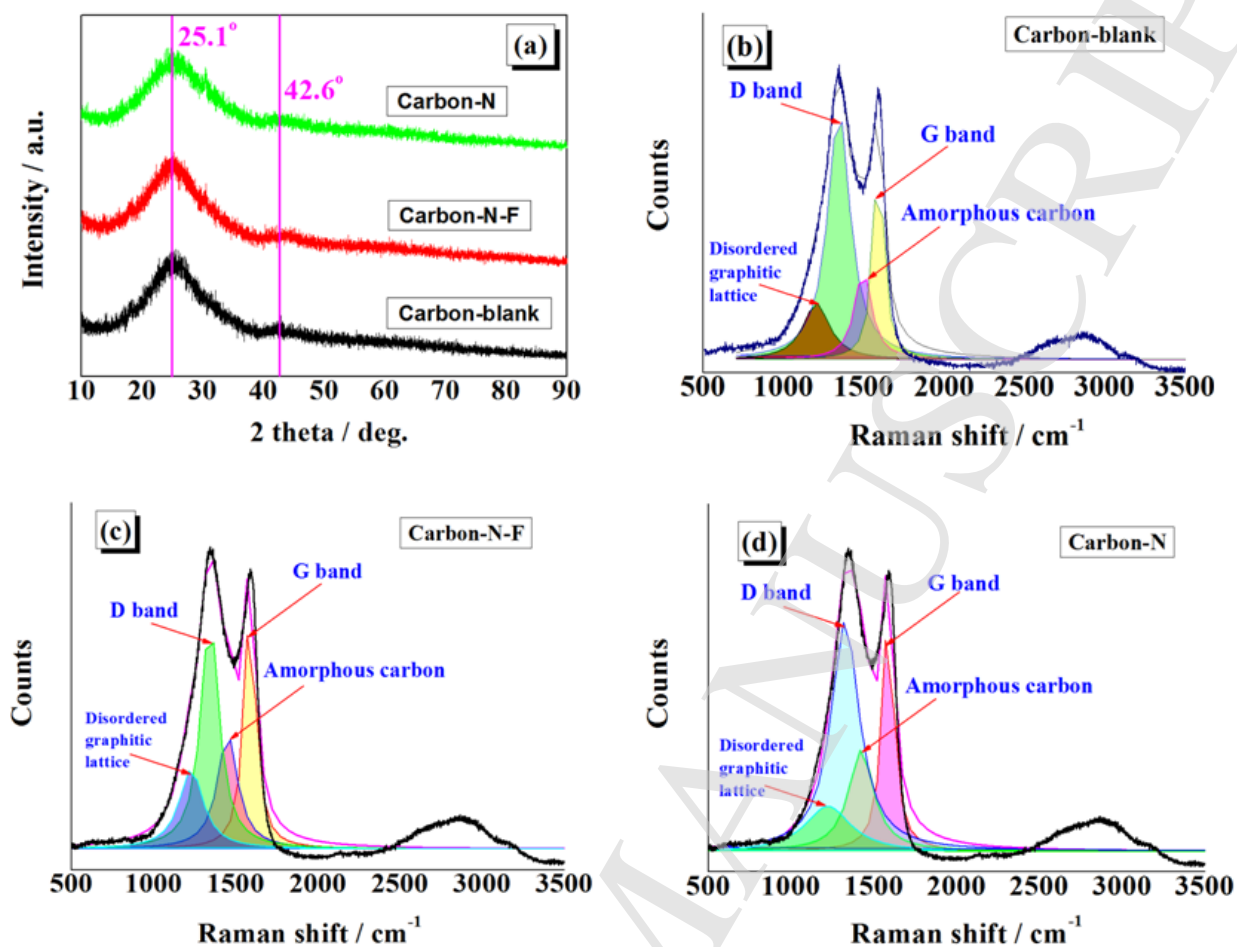 25.1°
(a)
42.6°
Carbon-N
Carbon-N-F
Carbon-blank
Intensity / a.u.
10 20 30 40 50 60 70 80 90
2 theta / deg.
(b)
Carbon-blank
D band
G band
Amorphous carbon
Disordered
graphitic
lattice
Counts
500 1000 1500 2000 2500 3000 3500
Raman shift / cm⁻¹
(c)
Carbon-N-F
G band
D band
Amorphous carbon
Disordered
graphitic
lattice
Counts
500 1000 1500 2000 2500 3000 3500
Raman shift / cm⁻¹
(d)
Carbon-N
D band
G band
Amorphous carbon
Disordered
graphitic
lattice
Counts
500 1000 1500 2000 2500 3000 3500
Raman shift / cm⁻¹
MANUSCRIP